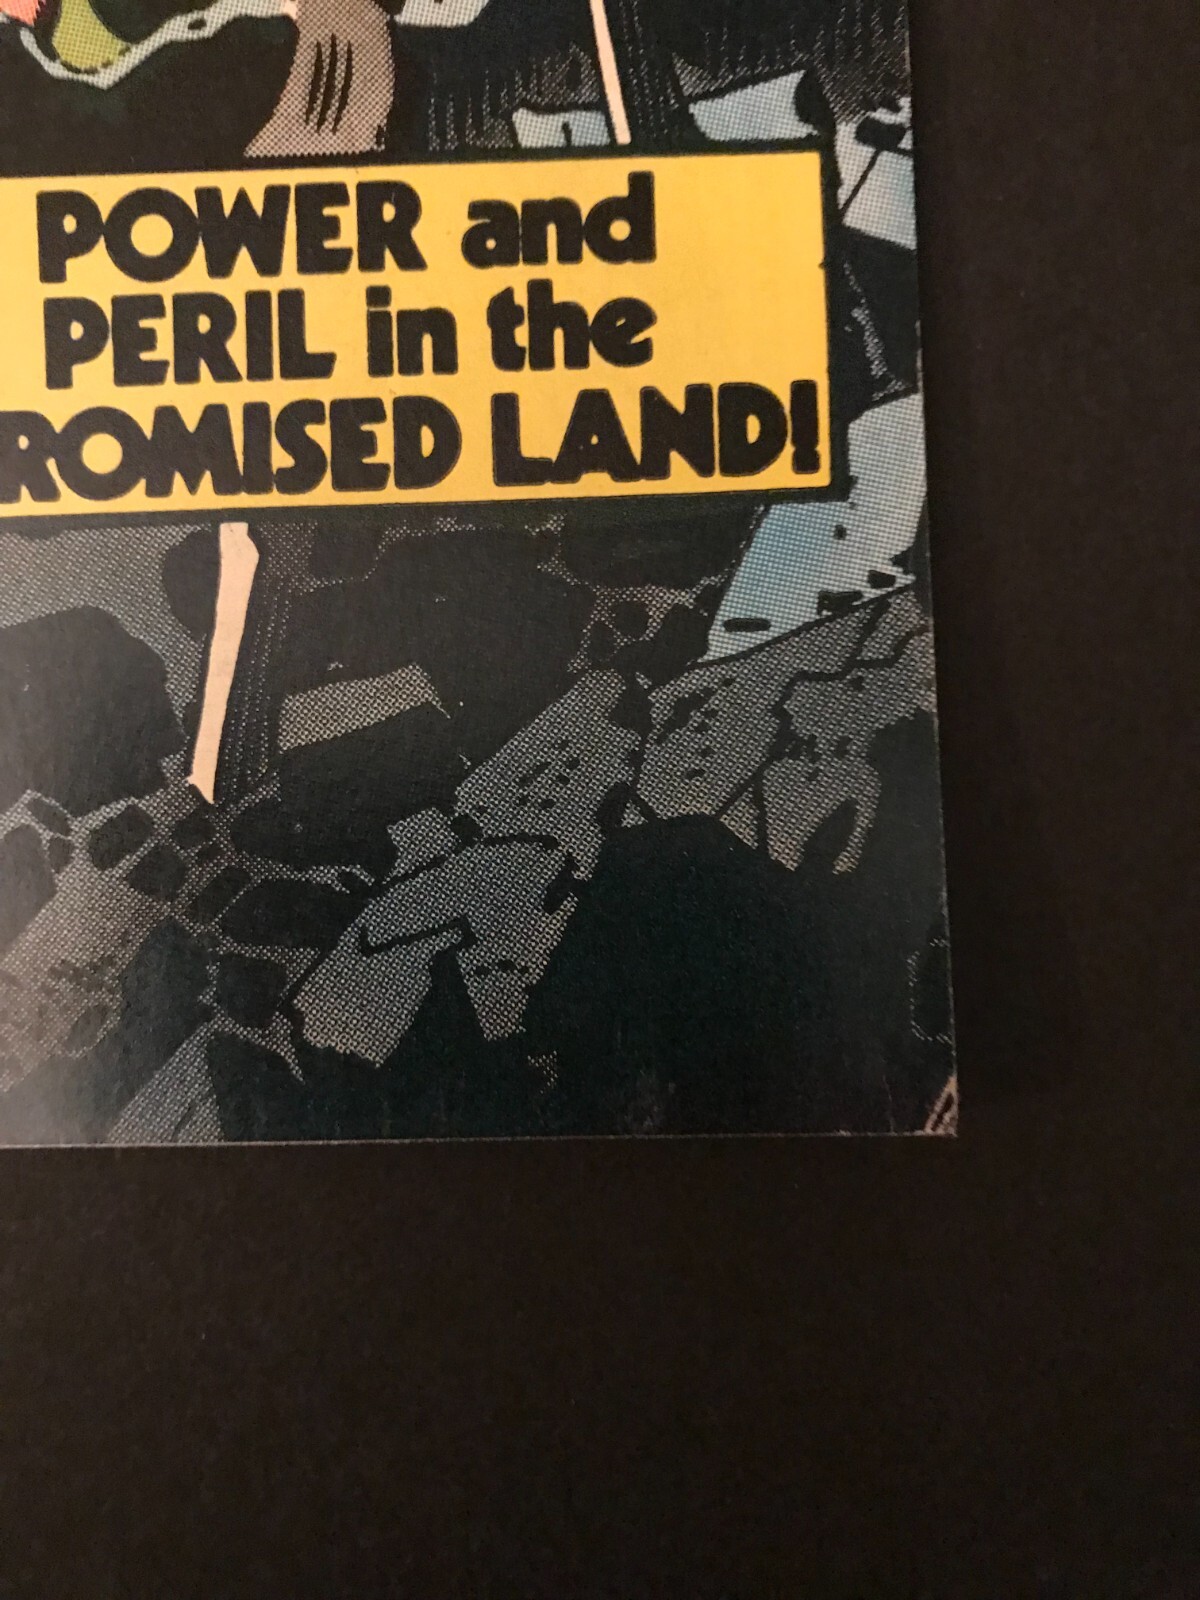 POWER and
PERIL in the
ROMISED LAND!